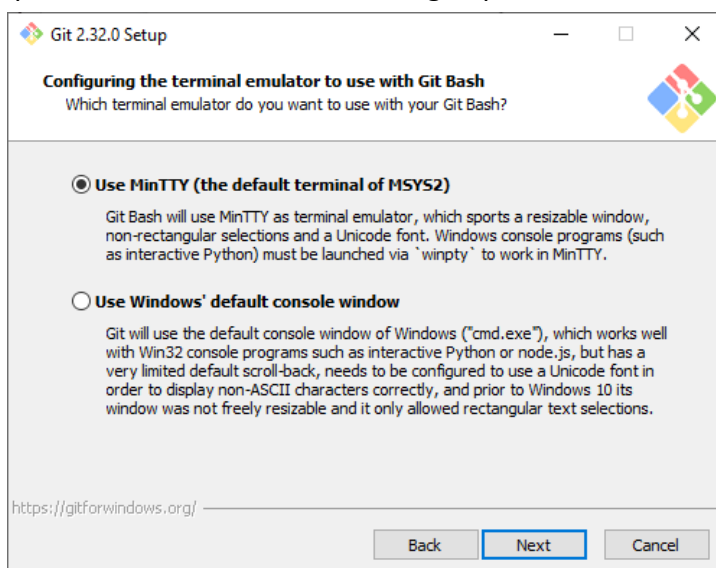 Git 2.32.0 Setup
Configuring the terminal emulator to use with Git Bash
Which terminal emulator do you want to use with your Git Bash?
Use MinTTY (the default terminal of MSYS2)
Git Bash will use MinTTY as terminal emulator, which sports a resizable window,
non-rectangular selections and a Unicode font. Windows console programs (such
as interactive Python) must be launched via `winpty` to work in MinTTY.
Use Windows' default console window
Git will use the default console window of Windows ("cmd.exe"), which works well
with Win32 console programs such as interactive Python or node.js, but has a
very limited default scroll-back, needs to be configured to use a Unicode font in
order to display non-ASCII characters correctly, and prior to Windows 10 its
window was not freely resizable and it only allowed rectangular text selections.
https://gitforwindows.org/
Back Next Cancel